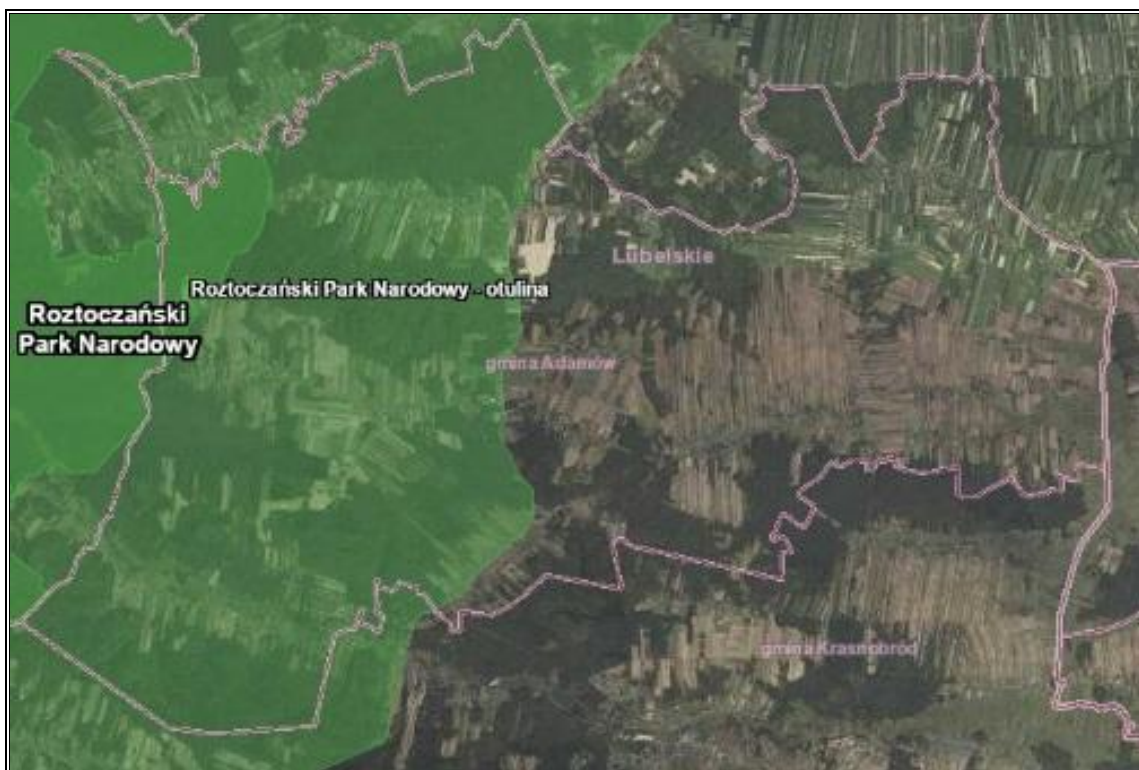 Lubelskie
Roztoczański Park Narodowy - otulina
Roztoczański
Park Narodowy
gmina Adamów
gmina Krasnobród